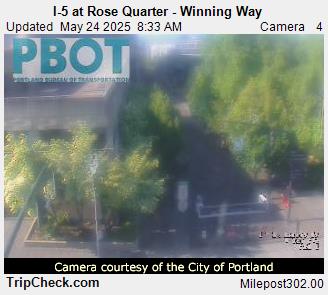 I-5 at Rose Quarter - Winning Way
Updated May 24 2025 8:33 AM Camera 4
PBOT
PORTLAND BUREAU OF TRANSPORTATION
Camera courtesy of the City of Portland
TripCheck.com Milepost302.00